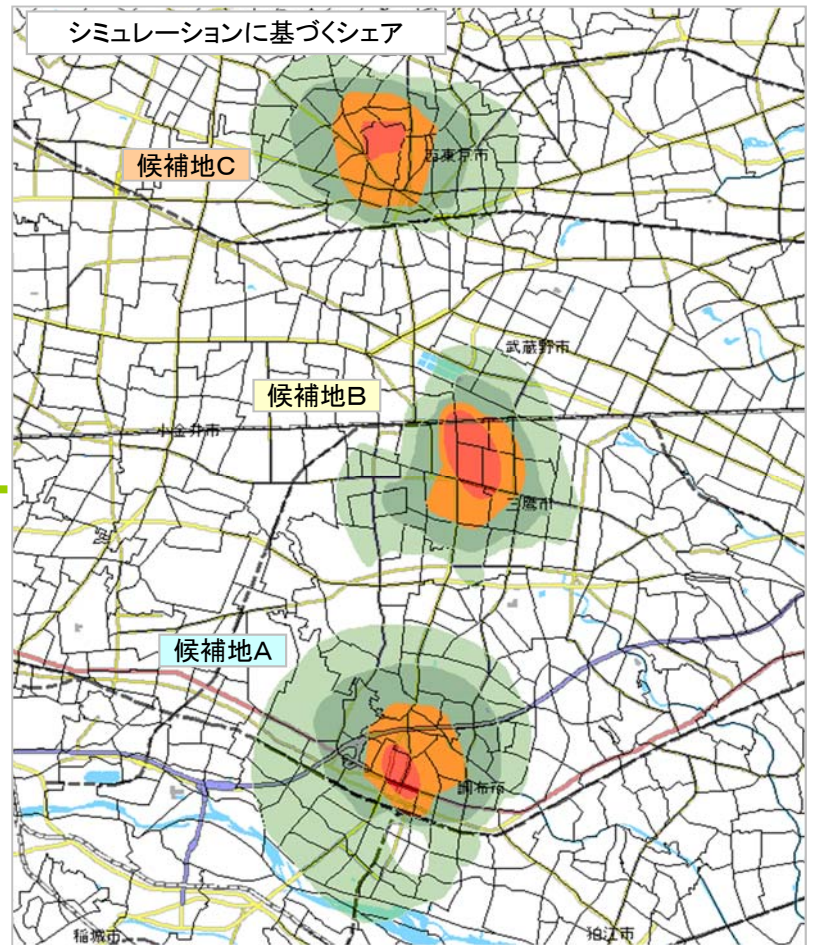 シミュレーションに基づくシェア
西東京市
候補地C
武蔵野市
候補地B
小金井市
三鷹市
候補地A
調布市
稲城市
狛江市